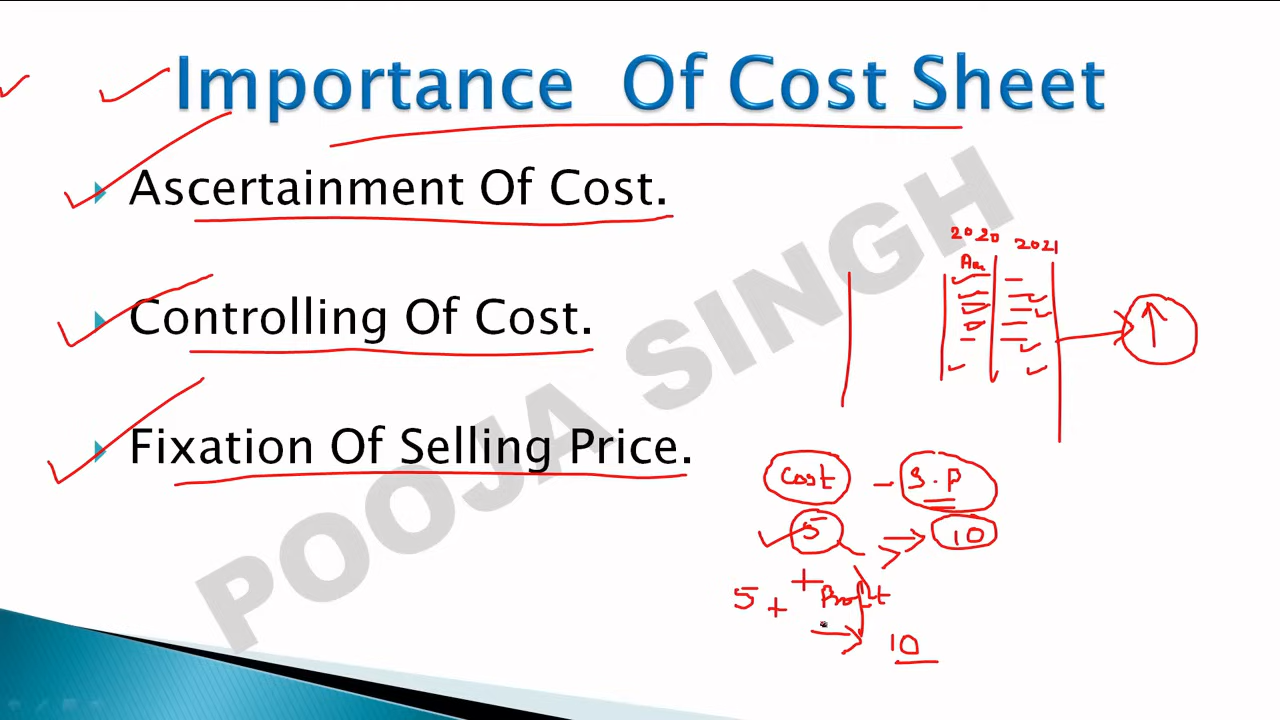 Importance Of Cost Sheet
Ascertainment Of Cost.
Controlling Of Cost.
Fixation Of Selling Price.
POOJA SINGH
2020 2021
Cost - S.P
5 10
+
5 + Profit
10